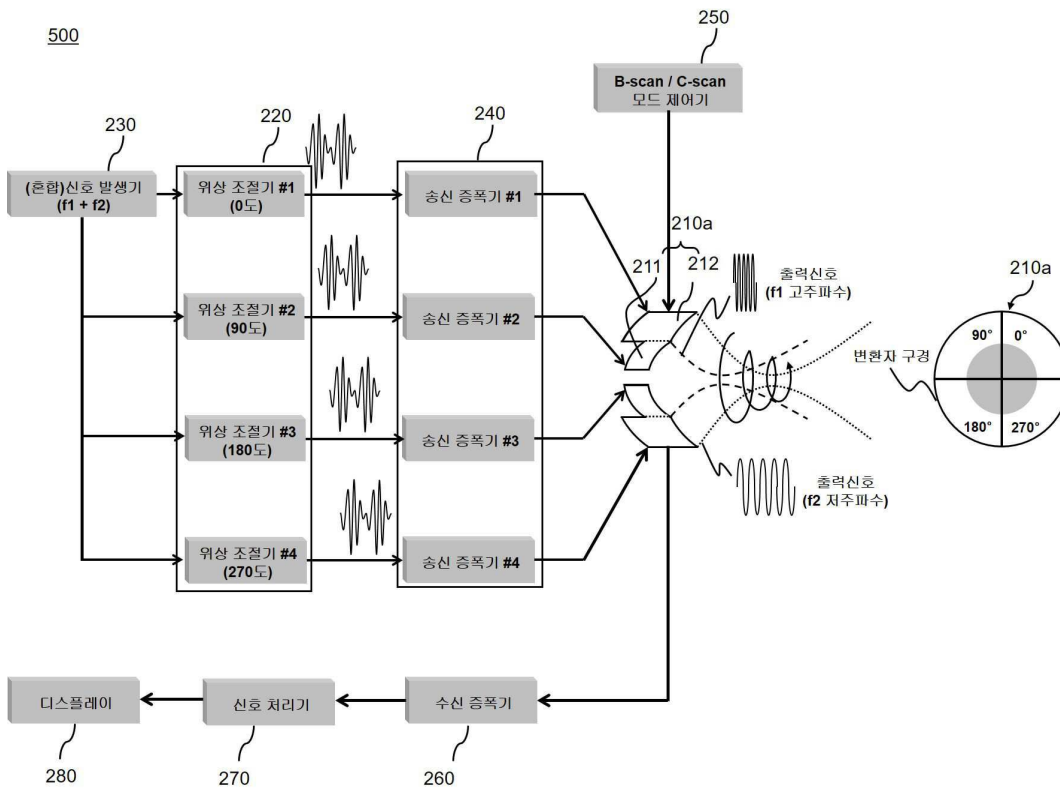 500
250
B-scan / C-scan
모드 제어기
230
220
240
(혼합)신호 발생기
(f1 + f2)
위상 조절기 #1
(0도)
송신 증폭기 #1
210a
211
212
출력신호
(f1 고주파수)
210a
위상 조절기 #2
(90도)
송신 증폭기 #2
변환자 구경
90°
0°
180°
270°
위상 조절기 #3
(180도)
송신 증폭기 #3
출력신호
(f2 저주파수)
위상 조절기 #4
(270도)
송신 증폭기 #4
디스플레이
신호 처리기
수신 증폭기
280
270
260